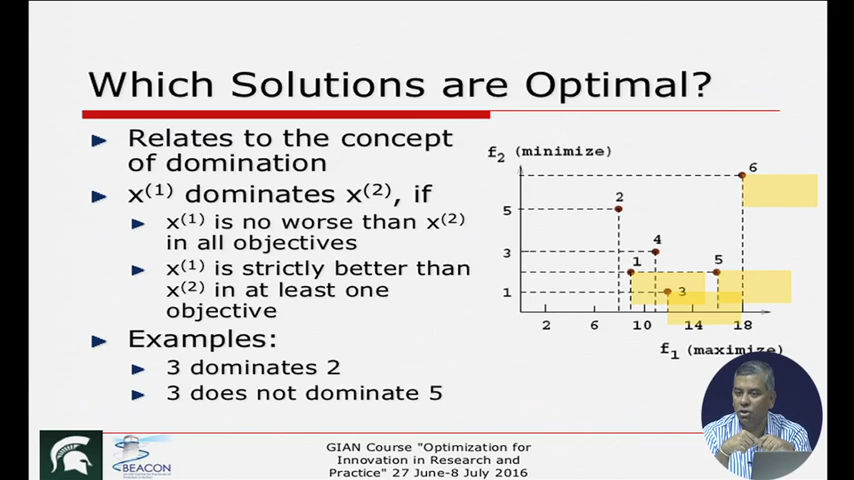 Which Solutions are Optimal?
Relates to the concept
of domination
x(1) dominates x(2), if
x(1) is no worse than x(2)
in all objectives
x(1) is strictly better than
x(2) in at least one
objective
Examples:
3 dominates 2
3 does not dominate 5
f2 (minimize)
6
2
5
4
3
1
5
3
1
2 6 10 14 18
f1 (maximize)
BEACON
GIAN Course "Optimization for
Innovation in Research and
Practice" 27 June-8 July 2016